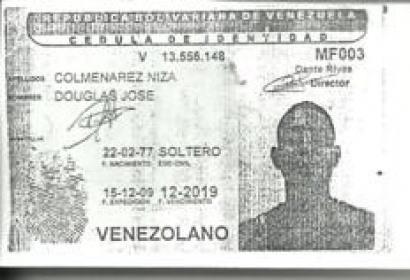 REPUBLICA BOLIVARIANA DE VENEZUELA
CEDULA DE IDENTIDAD
V 13.556.148
MF003
Dante Rivas
Director
APELLIDOS COLMENAREZ NIZA
NOMBRES DOUGLAS JOSE
22-02-77 SOLTERO
F. NACIMIENTO EDO CIVIL
15-12-09 12-2019
F. EXPEDICION F. VENCIMIENTO
VENEZOLANO